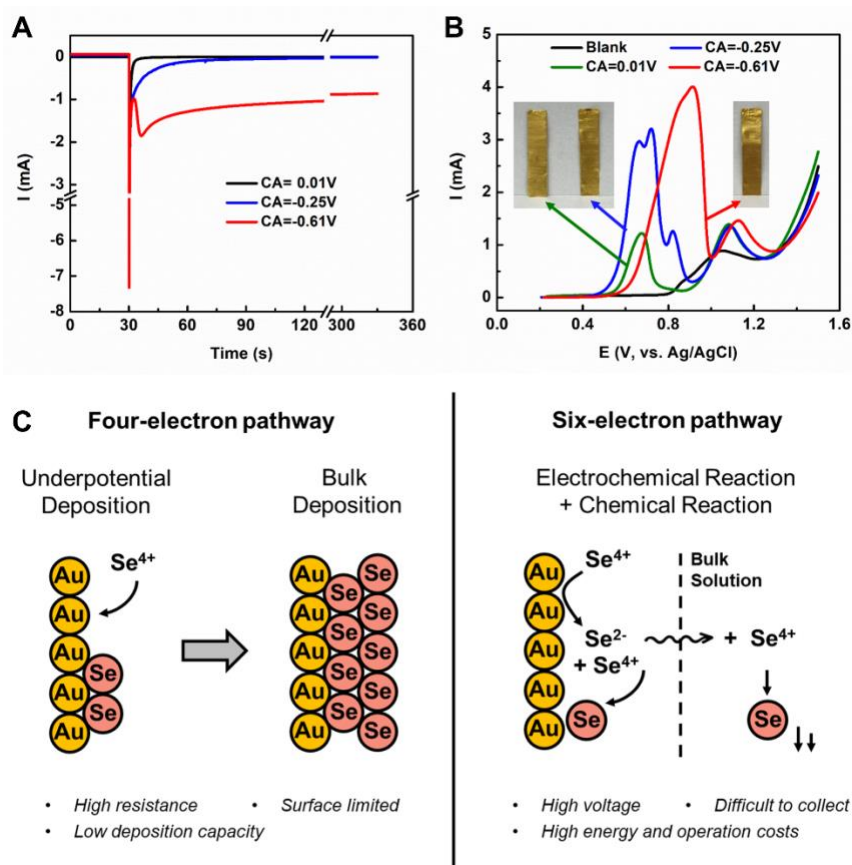 A
0
-1
-2
-3
-5
-6
-7
-8
I (mA)
CA= 0.01V
CA=-0.25V
CA=-0.61V
0 30 60 90 120 300 360
Time (s)
B
Blank CA=-0.25V
CA=0.01V CA=-0.61V
5
4
3
2
1
0
I (mA)
0.0 0.4 0.8 1.2 1.6
E (V, vs. Ag/AgCl)
C
Four-electron pathway
Underpotential
Deposition
Bulk
Deposition
Au
Au
Au
Au
Au
Se⁴⁺
Se
Se
Au
Au
Au
Au
Au
Se
Se
Se
Se
Se
Se
Se
Se
Se
• High resistance
• Surface limited
• Low deposition capacity
Six-electron pathway
Electrochemical Reaction
+ Chemical Reaction
Au
Au
Au
Au
Au
Se⁴⁺
Se²⁻
+ Se⁴⁺
Se
Bulk
Solution
+ Se⁴⁺
Se
• High voltage
• Difficult to collect
• High energy and operation costs